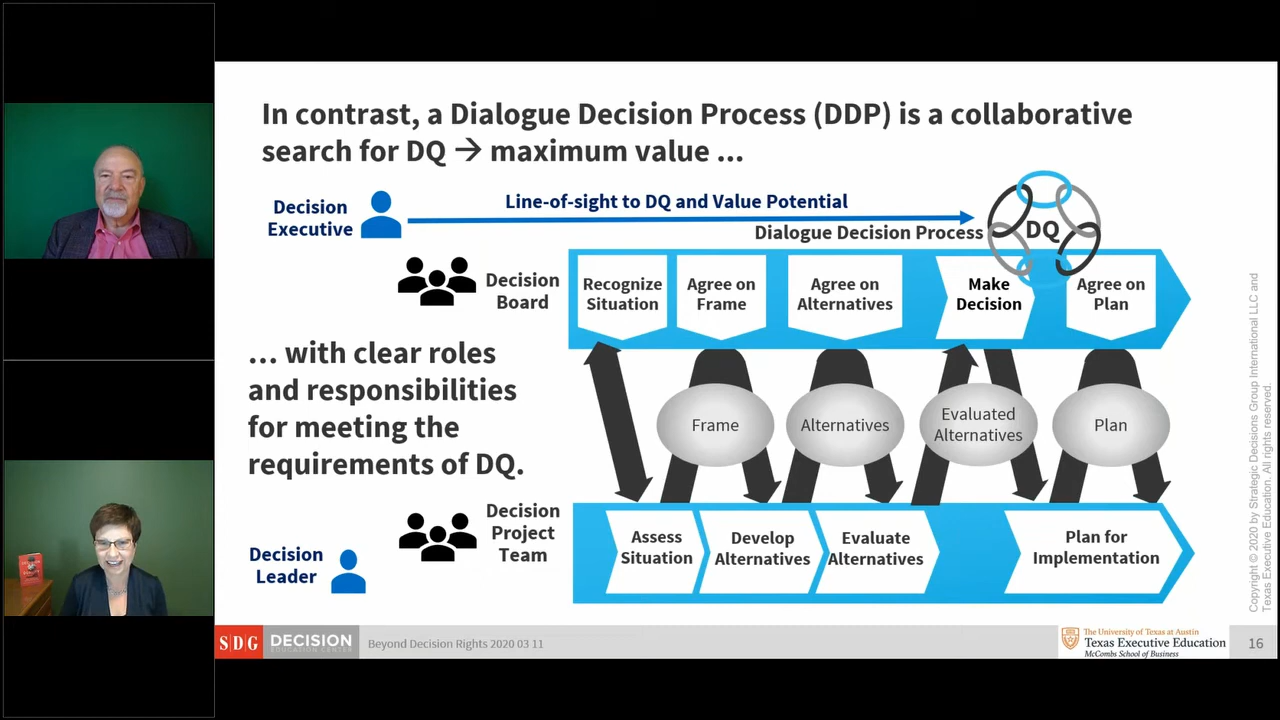 In contrast, a Dialogue Decision Process (DDP) is a collaborative
search for DQ → maximum value ...
Decision
Executive
Line-of-sight to DQ and Value Potential
Dialogue Decision Process
DQ
Decision
Board
Recognize
Situation
Agree on
Frame
Agree on
Alternatives
Make
Decision
Agree on
Plan
... with clear roles
and responsibilities
for meeting the
requirements of DQ.
Frame
Alternatives
Evaluated
Alternatives
Plan
Decision
Project
Team
Decision
Leader
Assess
Situation
Develop
Alternatives
Evaluate
Alternatives
Plan for
Implementation
Copyright © 2020 by Strategic Decisions Group International LLC and
Texas Executive Education. All rights reserved.
SDG
DECISION
EDUCATION CENTER
Beyond Decision Rights 2020 03 11
The University of Texas at Austin
Texas Executive Education
McCombs School of Business
16